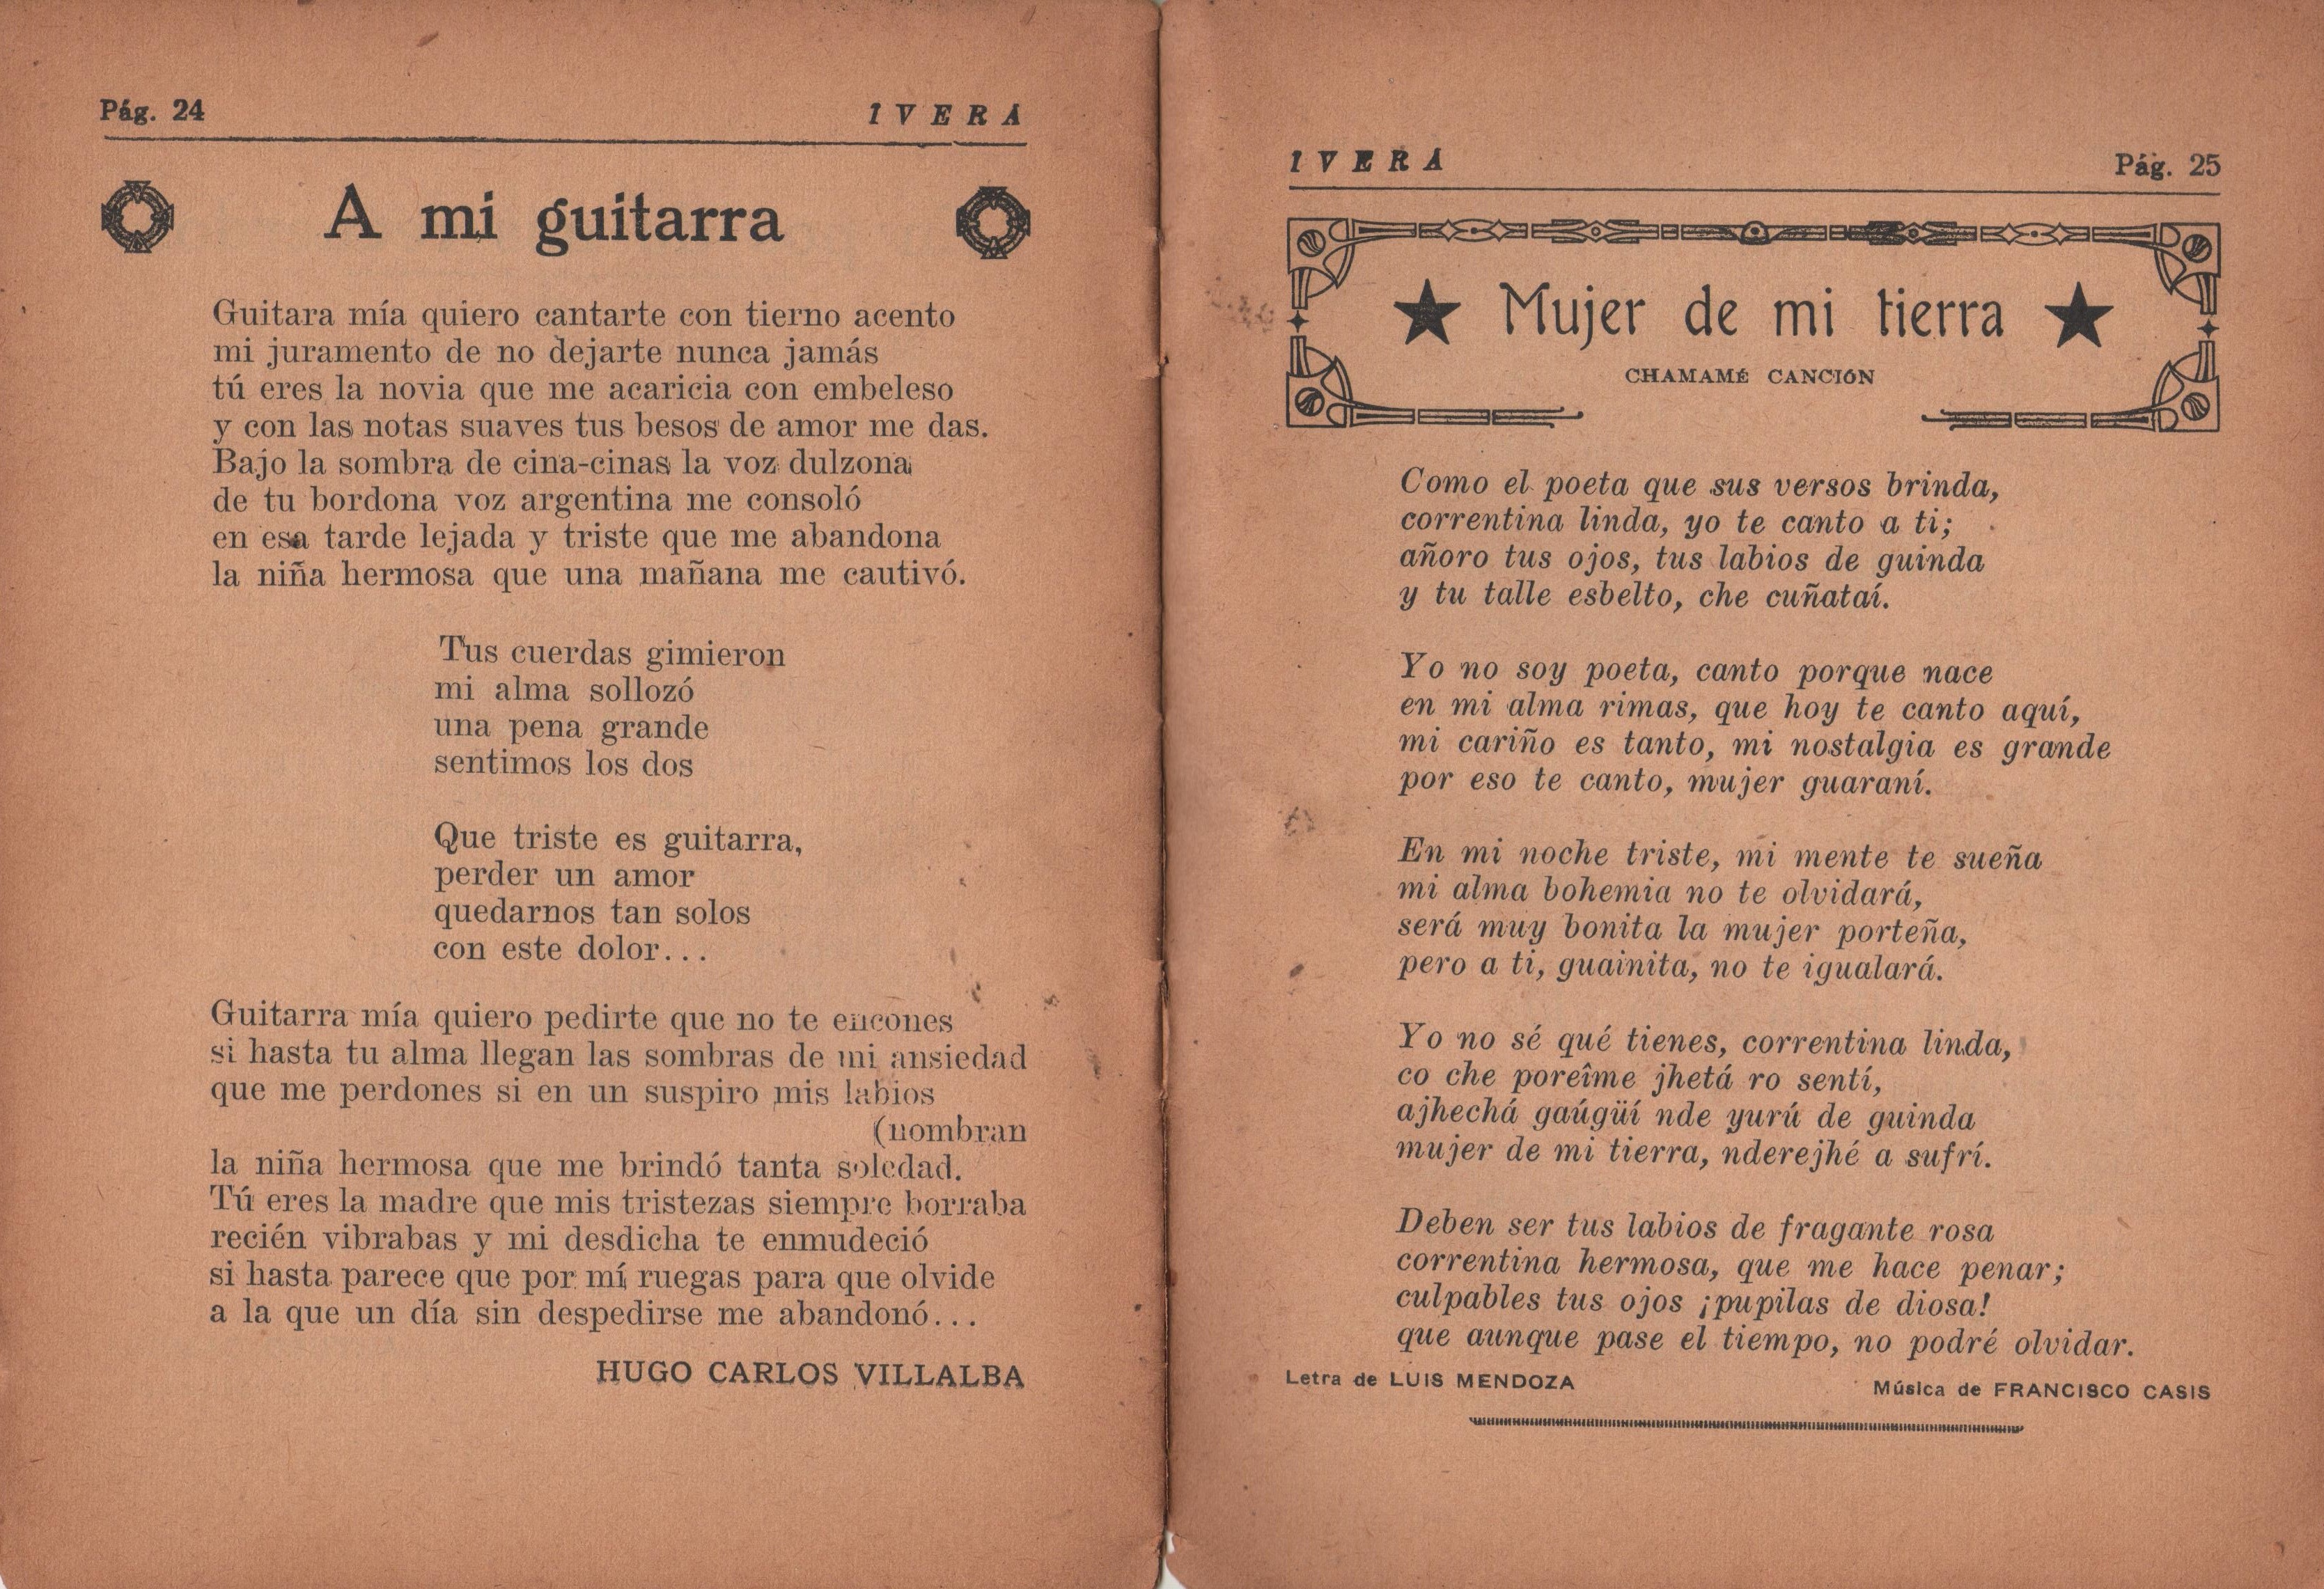 Pág. 24
IVERÁ
A mi guitarra
Guitara mía quiero cantarte con tierno acento
mi juramento de no dejarte nunca jamás
tú eres la novia que me acaricia con embeleso
y con las notas suaves tus besos de amor me das.
Bajo la sombra de cina-cinas la voz dulzona
de tu bordona voz argentina me consoló
en esa tarde lejada y triste que me abandona
la niña hermosa que una mañana me cautivó.
Tus cuerdas gimieron
mi alma sollozó
una pena grande
sentimos los dos
Que triste es guitarra,
perder un amor
quedarnos tan solos
con este dolor...
Guitarra mía quiero pedirte que no te encones
si hasta tu alma llegan las sombras de mi ansiedad
que me perdones si en un suspiro mis labios
(nombran
la niña hermosa que me brindó tanta soledad.
Tú eres la madre que mis tristezas siempre borraba
recién vibrabas y mi desdicha te enmudeció
si hasta parece que por mí ruegas para que olvide
a la que un día sin despedirse me abandonó...
HUGO CARLOS VILLALBA
IVERÁ
Pág. 25
Mujer de mi tierra
CHAMAMÉ CANCIÓN
Como el poeta que sus versos brinda,
correntina linda, yo te canto a ti;
añoro tus ojos, tus labios de guinda
y tu talle esbelto, che cuñataí.
Yo no soy poeta, canto porque nace
en mi alma rimas, que hoy te canto aquí,
mi cariño es tanto, mi nostalgia es grande
por eso te canto, mujer guaraní.
En mi noche triste, mi mente te sueña
mi alma bohemia no te olvidará,
será muy bonita la mujer porteña,
pero a ti, guainita, no te igualará.
Yo no sé qué tienes, correntina linda,
co che poreîme jhetá ro sentí,
ajhechá gaúgüí nde yurú de guinda
mujer de mi tierra, nderejhé a sufrí.
Deben ser tus labios de fragante rosa
correntina hermosa, que me hace penar;
culpables tus ojos ¡pupilas de diosa!
que aunque pase el tiempo, no podré olvidar.
Letra de LUIS MENDOZA
Música de FRANCISCO CASIS